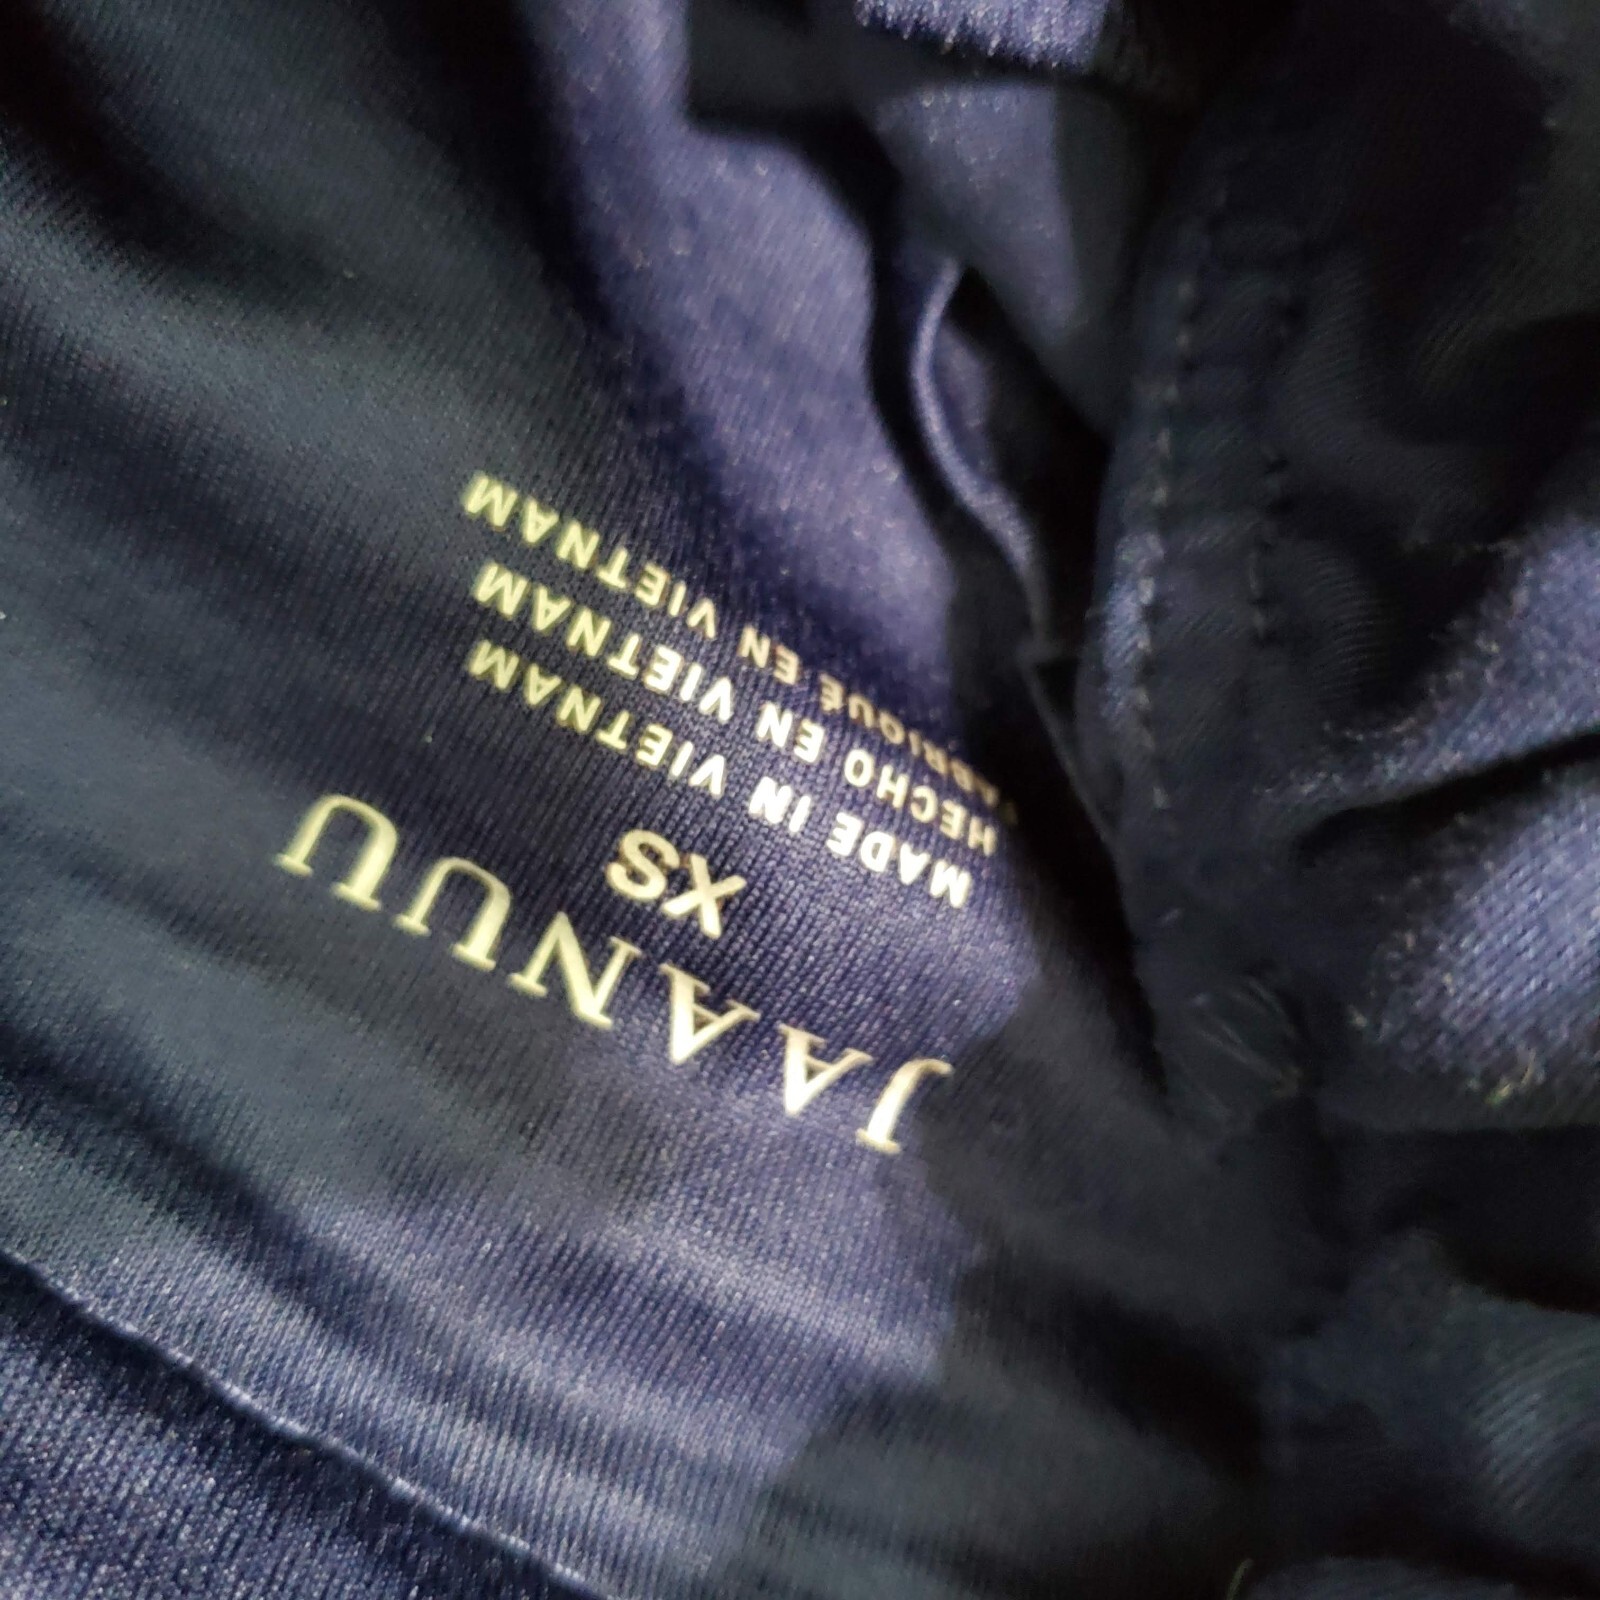 JAANUU
XS
MADE IN VIETNAM
HECHO EN VIETNAM
FABRIQUÉ EN VIETNAM